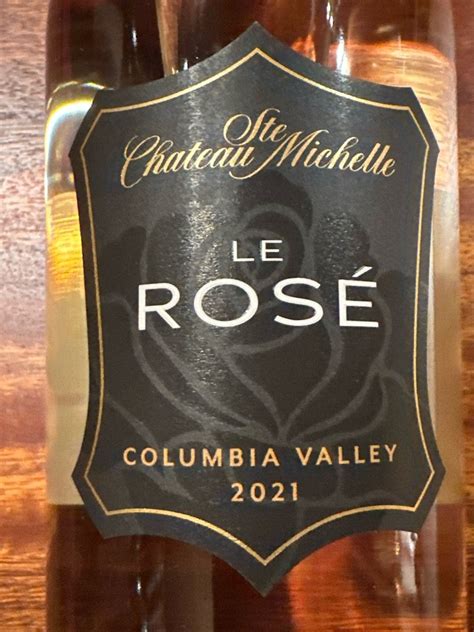 Ste
Chateau Michelle
LE
ROSÉ
COLUMBIA VALLEY
2021